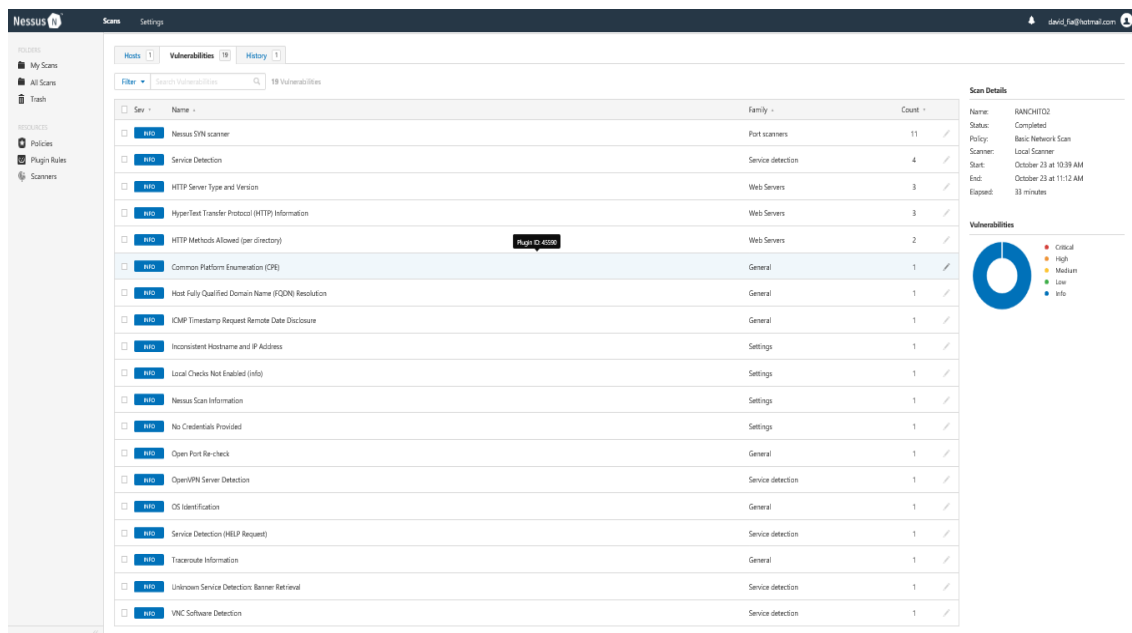 Nessus N Scans Settings david_fia@hotmail.com
FOLDERS
My Scans
All Scans
Trash
RESOURCES
Policies
Plugin Rules
Scanners
Hosts 1 Vulnerabilities 19 History 1
Filter Search Vulnerabilities 19 Vulnerabilities
Sev Name Family Count
INFO Nessus SYN scanner Port scanners 11
INFO Service Detection Service detection 4
INFO HTTP Server Type and Version Web Servers 3
INFO HyperText Transfer Protocol (HTTP) Information Web Servers 3
INFO HTTP Methods Allowed (per directory) Web Servers 2
Plugin ID: 45590
INFO Common Platform Enumeration (CPE) General 1
INFO Host Fully Qualified Domain Name (FQDN) Resolution General 1
INFO ICMP Timestamp Request Remote Date Disclosure General 1
INFO Inconsistent Hostname and IP Address Settings 1
INFO Local Checks Not Enabled (info) Settings 1
INFO Nessus Scan Information Settings 1
INFO No Credentials Provided Settings 1
INFO Open Port Re-check General 1
INFO OpenVPN Server Detection Service detection 1
INFO OS Identification General 1
INFO Service Detection (HELP Request) Service detection 1
INFO Traceroute Information General 1
INFO Unknown Service Detection: Banner Retrieval Service detection 1
INFO VNC Software Detection Service detection 1
Scan Details
Name: RANCHITO2
Status: Completed
Policy: Basic Network Scan
Scanner: Local Scanner
Start: October 23 at 10:39 AM
End: October 23 at 11:12 AM
Elapsed: 33 minutes
Vulnerabilities
Critical
High
Medium
Low
Info